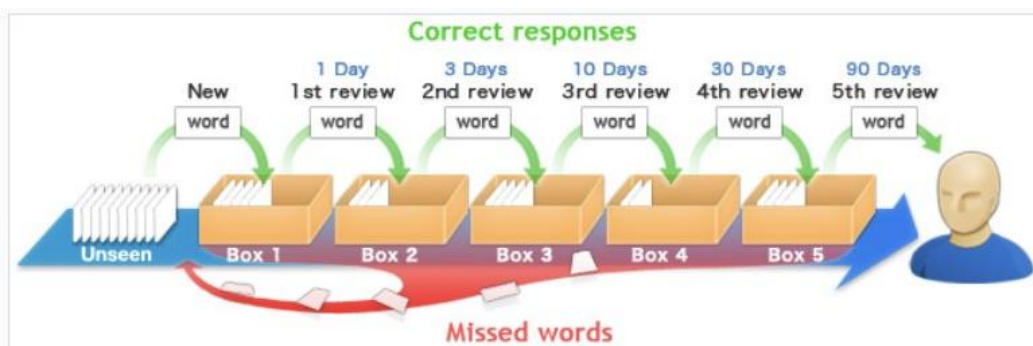 Correct responses
1 Day 3 Days 10 Days 30 Days 90 Days
New 1st review 2nd review 3rd review 4th review 5th review
word word word word word word
Unseen Box 1 Box 2 Box 3 Box 4 Box 5
Missed words